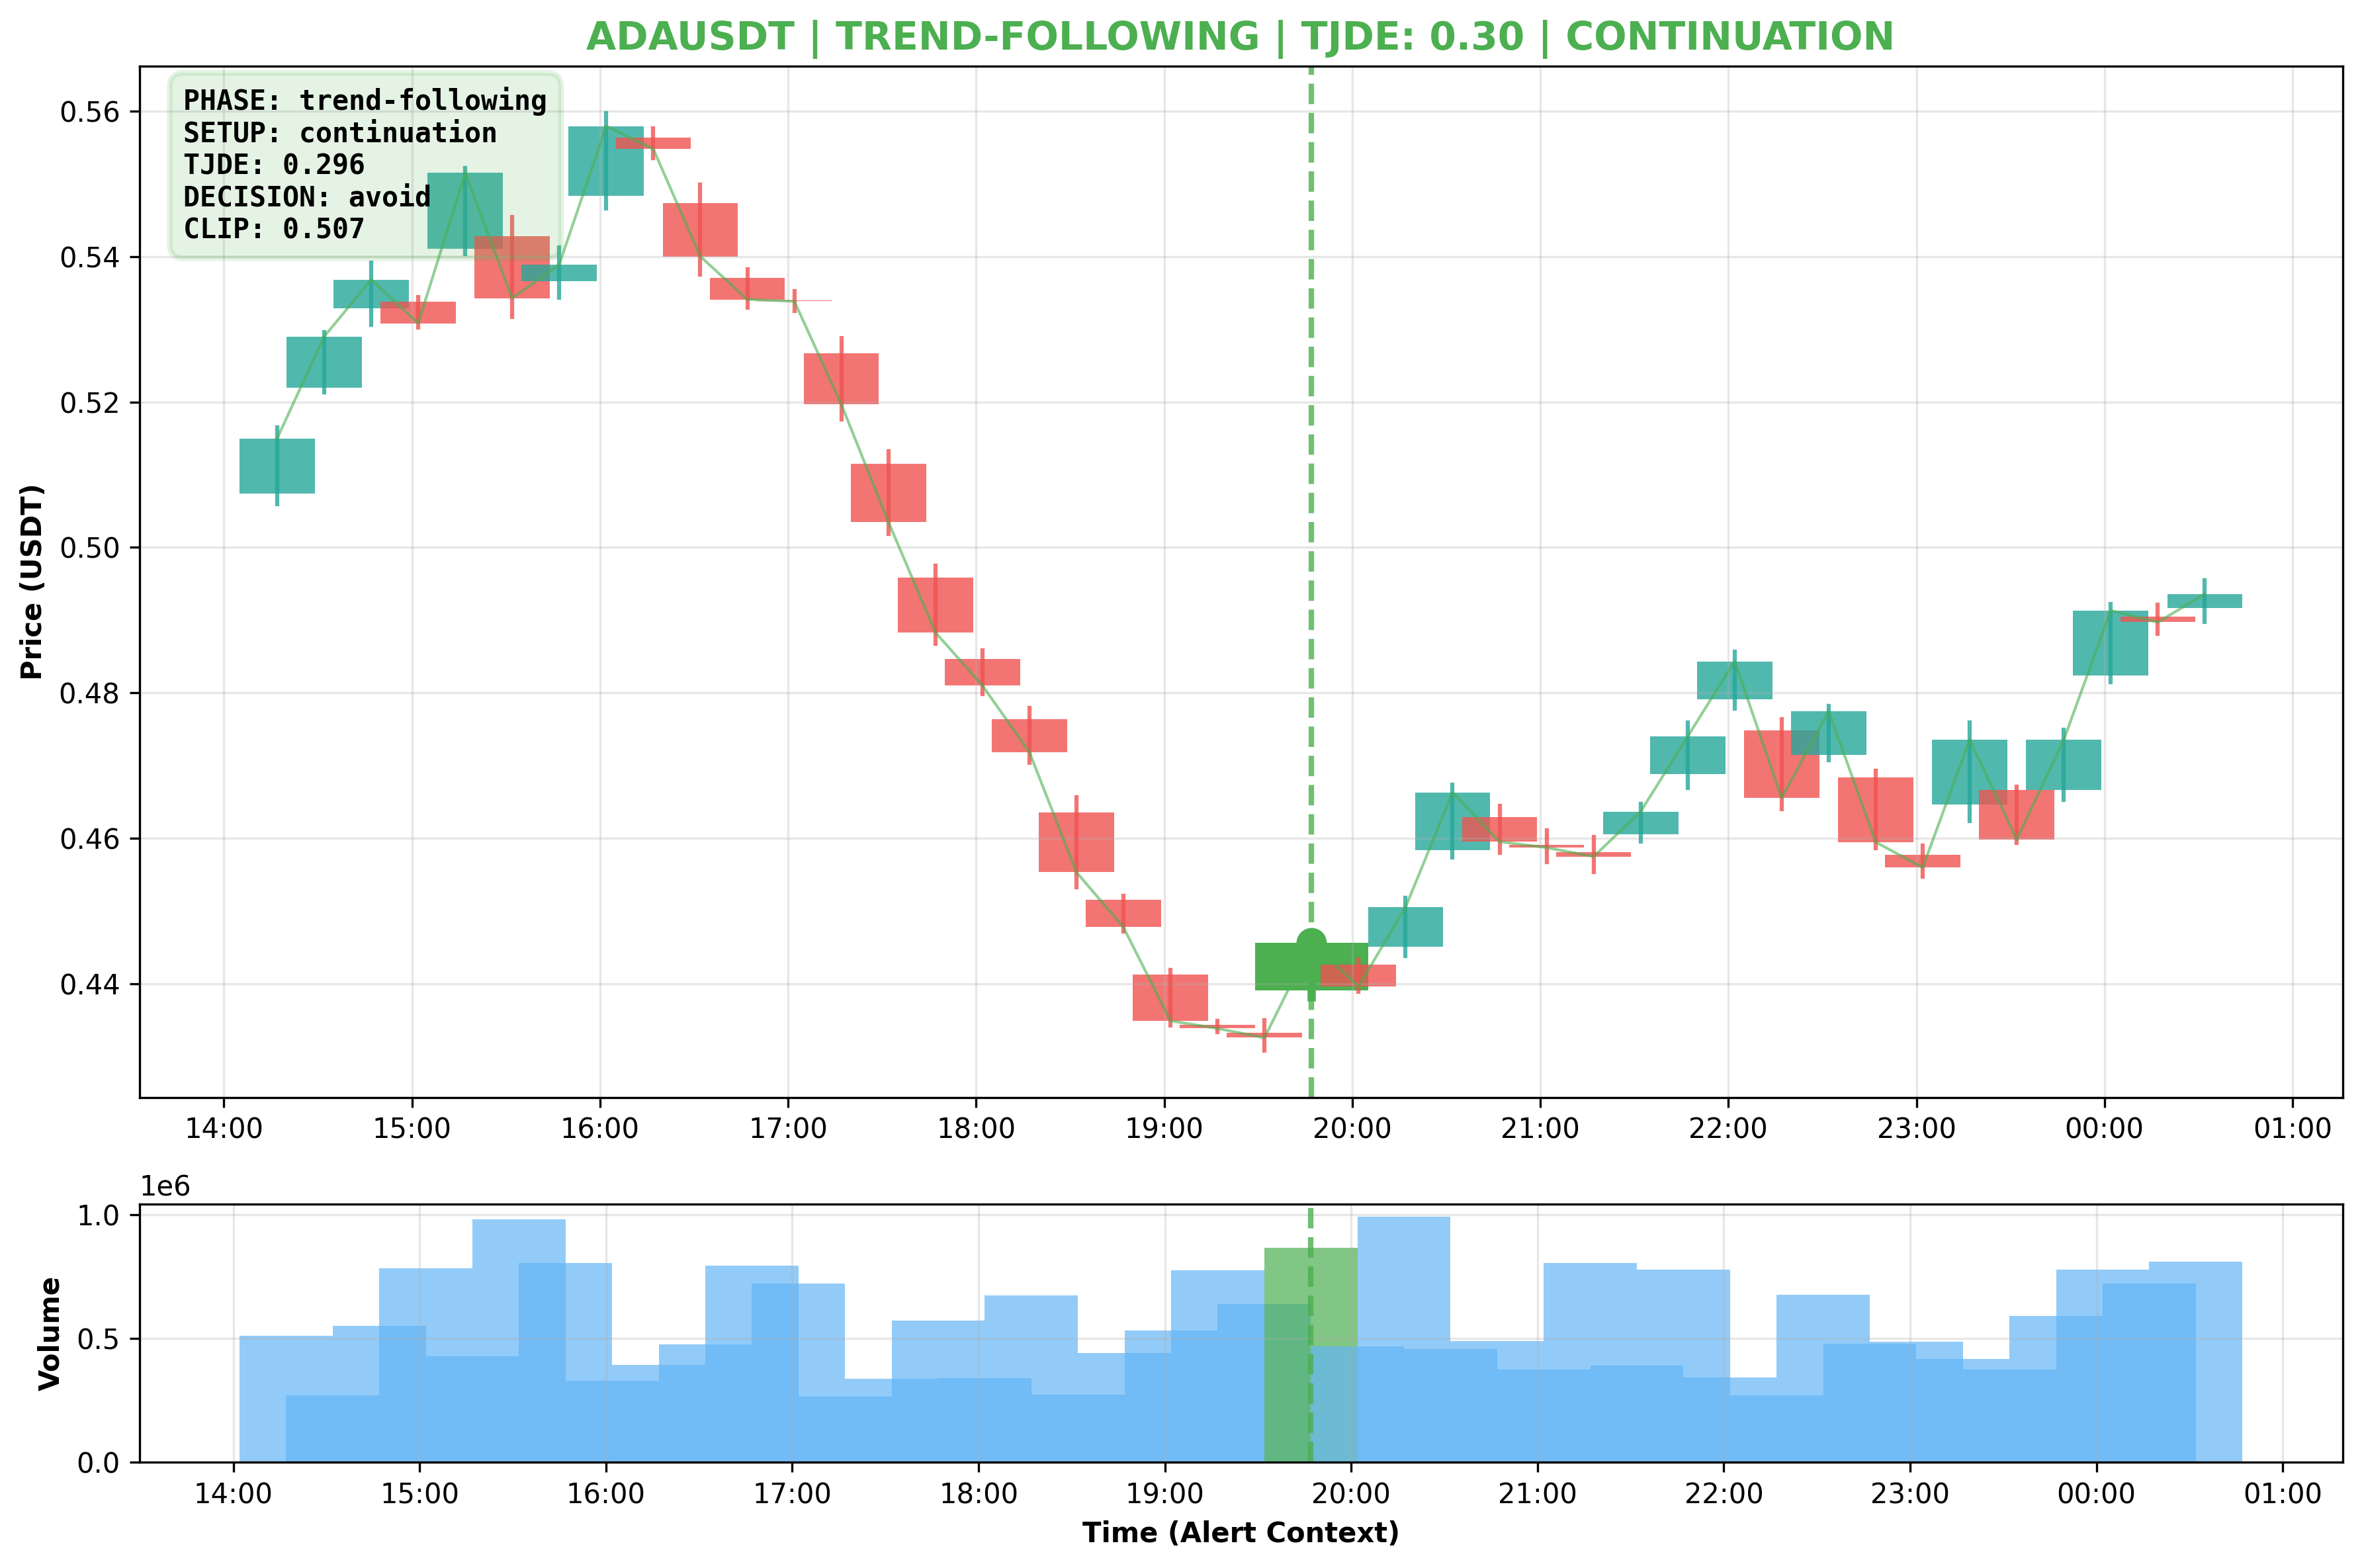 ADAUSDT | TREND-FOLLOWING | TJDE: 0.30 | CONTINUATION
PHASE: trend-following
SETUP: continuation
TJDE: 0.296
DECISION: avoid
CLIP: 0.507
Price (USDT)
0.56
0.54
0.52
0.50
0.48
0.46
0.44
14:00 15:00 16:00 17:00 18:00 19:00 20:00 21:00 22:00 23:00 00:00 01:00
1e6
Volume
1.0
0.5
0.0
14:00 15:00 16:00 17:00 18:00 19:00 20:00 21:00 22:00 23:00 00:00 01:00
Time (Alert Context)